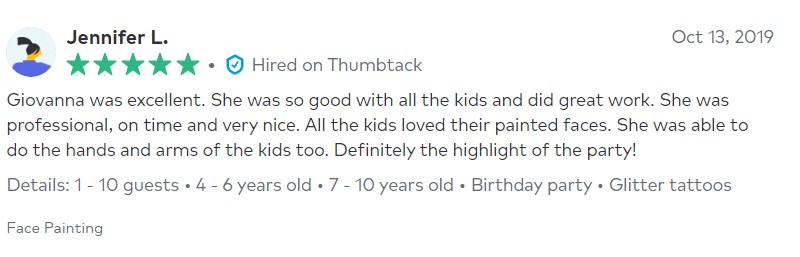 Jennifer L.
Oct 13, 2019
• Hired on Thumbtack
Giovanna was excellent. She was so good with all the kids and did great work. She was
professional, on time and very nice. All the kids loved their painted faces. She was able to
do the hands and arms of the kids too. Definitely the highlight of the party!
Details: 1 - 10 guests • 4 - 6 years old • 7 - 10 years old • Birthday party • Glitter tattoos
Face Painting